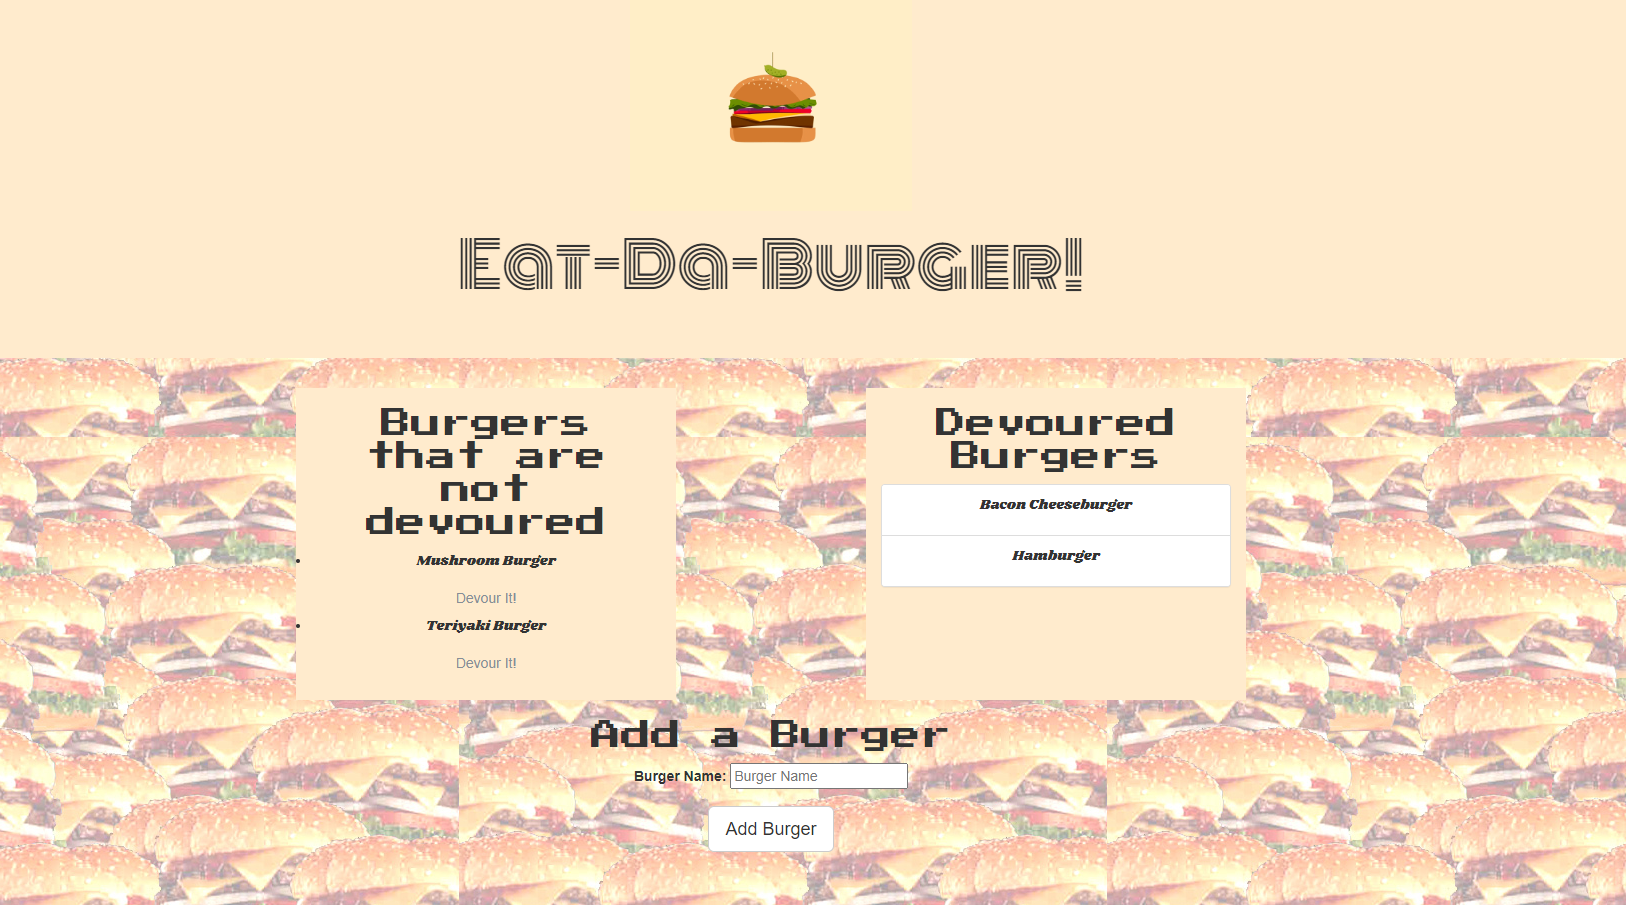 Eat-Da-Burger!
Burgers
that are
not
devoured
Mushroom Burger
Devour It!
Teriyaki Burger
Devour It!
Devoured
Burgers
Bacon Cheeseburger
Hamburger
Add a Burger
Burger Name: Burger Name
Add Burger